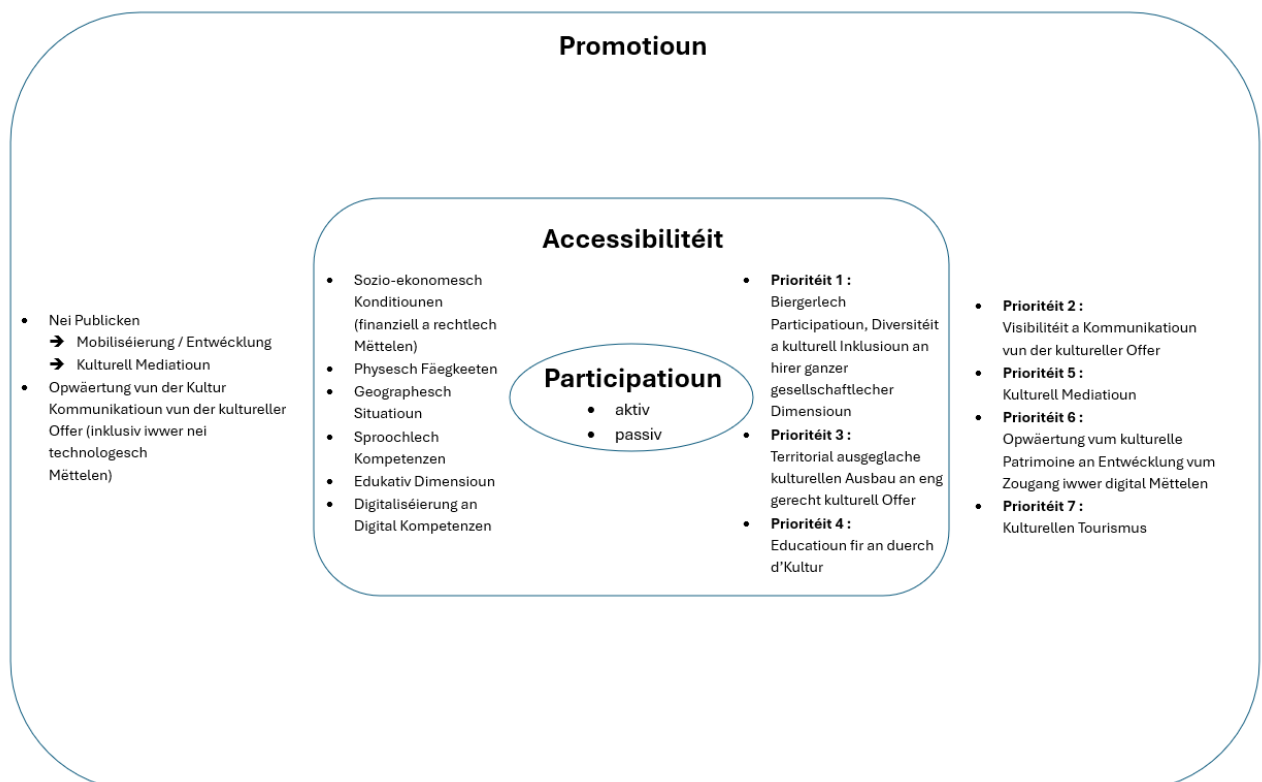 Promotioun
Nei Publicken
➔ Mobiliséierung / Entwécklung
➔ Kulturell Mediatioun
Opwäertung vun der Kultur
Kommunikatioun vun der kultureller
Offer (inklusiv iwwer nei
technologesch
Mëttelen)
Accessibilitéit
Sozio-ekonomesch
Konditiounen
(finanziell a rechtlech
Mëttelen)
Physesch Fäegkeeten
Geographesch
Situatioun
Sproochlech
Kompetenzen
Edukativ Dimensioun
Digitaliséierung an
Digital Kompetenzen
Participatioun
aktiv
passiv
Prioritéit 1 :
Biergerlech
Participatioun, Diversitéit
a kulturell Inklusioun an
hirer ganzer
gesellschaftlecher
Dimensioun
Prioritéit 3 :
Territorial ausgeglache
kulturellen Ausbau an eng
gerecht kulturell Offer
Prioritéit 4 :
Educatioun fir an duerch
d'Kultur
Prioritéit 2 :
Visibilitéit a Kommunikatioun
vun der kultureller Offer
Prioritéit 5 :
Kulturell Mediatioun
Prioritéit 6 :
Opwäertung vum kulturelle
Patrimoine an Entwécklung vum
Zougang iwwer digital Mëttelen
Prioritéit 7 :
Kulturellen Tourismus